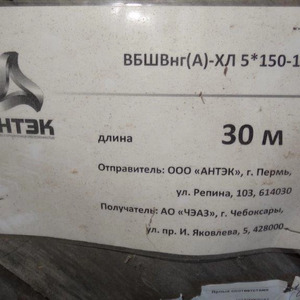 ВБШВнг(А)-ХЛ 5*150-1
АНТЭК
длина 30 м
Отправитель: ООО «АНТЭК», г. Пермь,
ул. Репина, 103, 614030
Получатель: АО «ЧЭАЗ», г. Чебоксары,
ул. пр. И. Яковлева, 5, 428000